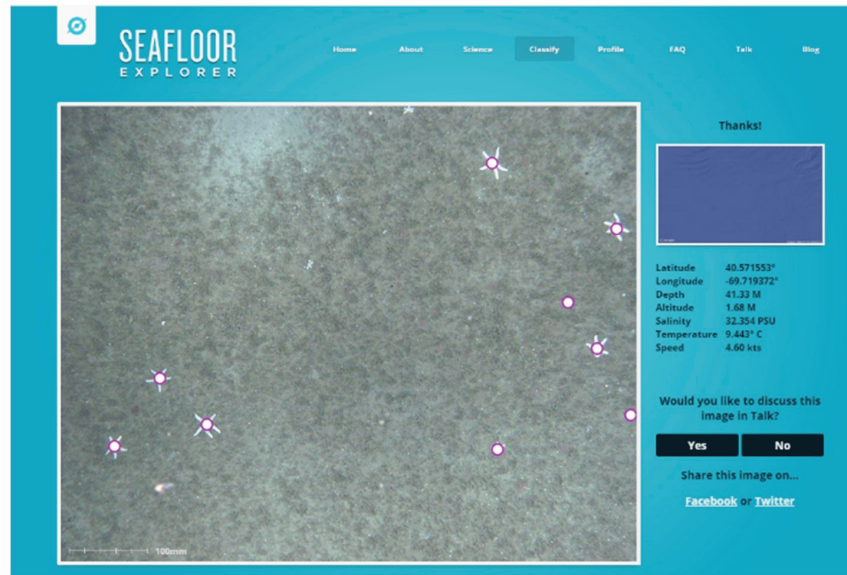 SEAFLOOR
EXPLORER
Home About Science Classify Profile FAQ Talk Blog
Thanks!
Latitude 40.571553°
Longitude -69.719372°
Depth 41.33 M
Altitude 1.68 M
Salinity 32.354 PSU
Temperature 9.443° C
Speed 4.60 kts
Would you like to discuss this
image in Talk?
Yes No
Share this image on...
Facebook or Twitter
100mm